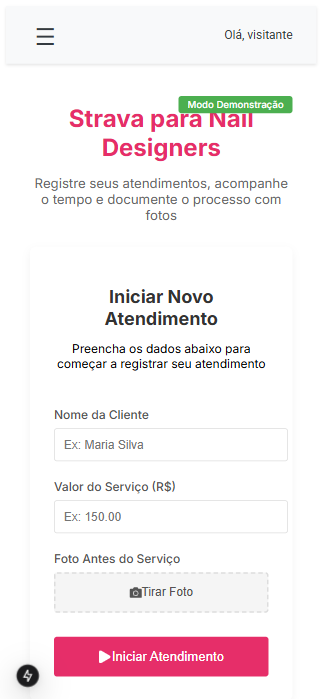 Olá, visitante
Modo Demonstração
Strava para Nail
Designers
Registre seus atendimentos, acompanhe
o tempo e documente o processo com
fotos
Iniciar Novo
Atendimento
Preencha os dados abaixo para
começar a registrar seu atendimento
Nome da Cliente
Ex: Maria Silva
Valor do Serviço (R$)
Ex: 150.00
Foto Antes do Serviço
Tirar Foto
Iniciar Atendimento